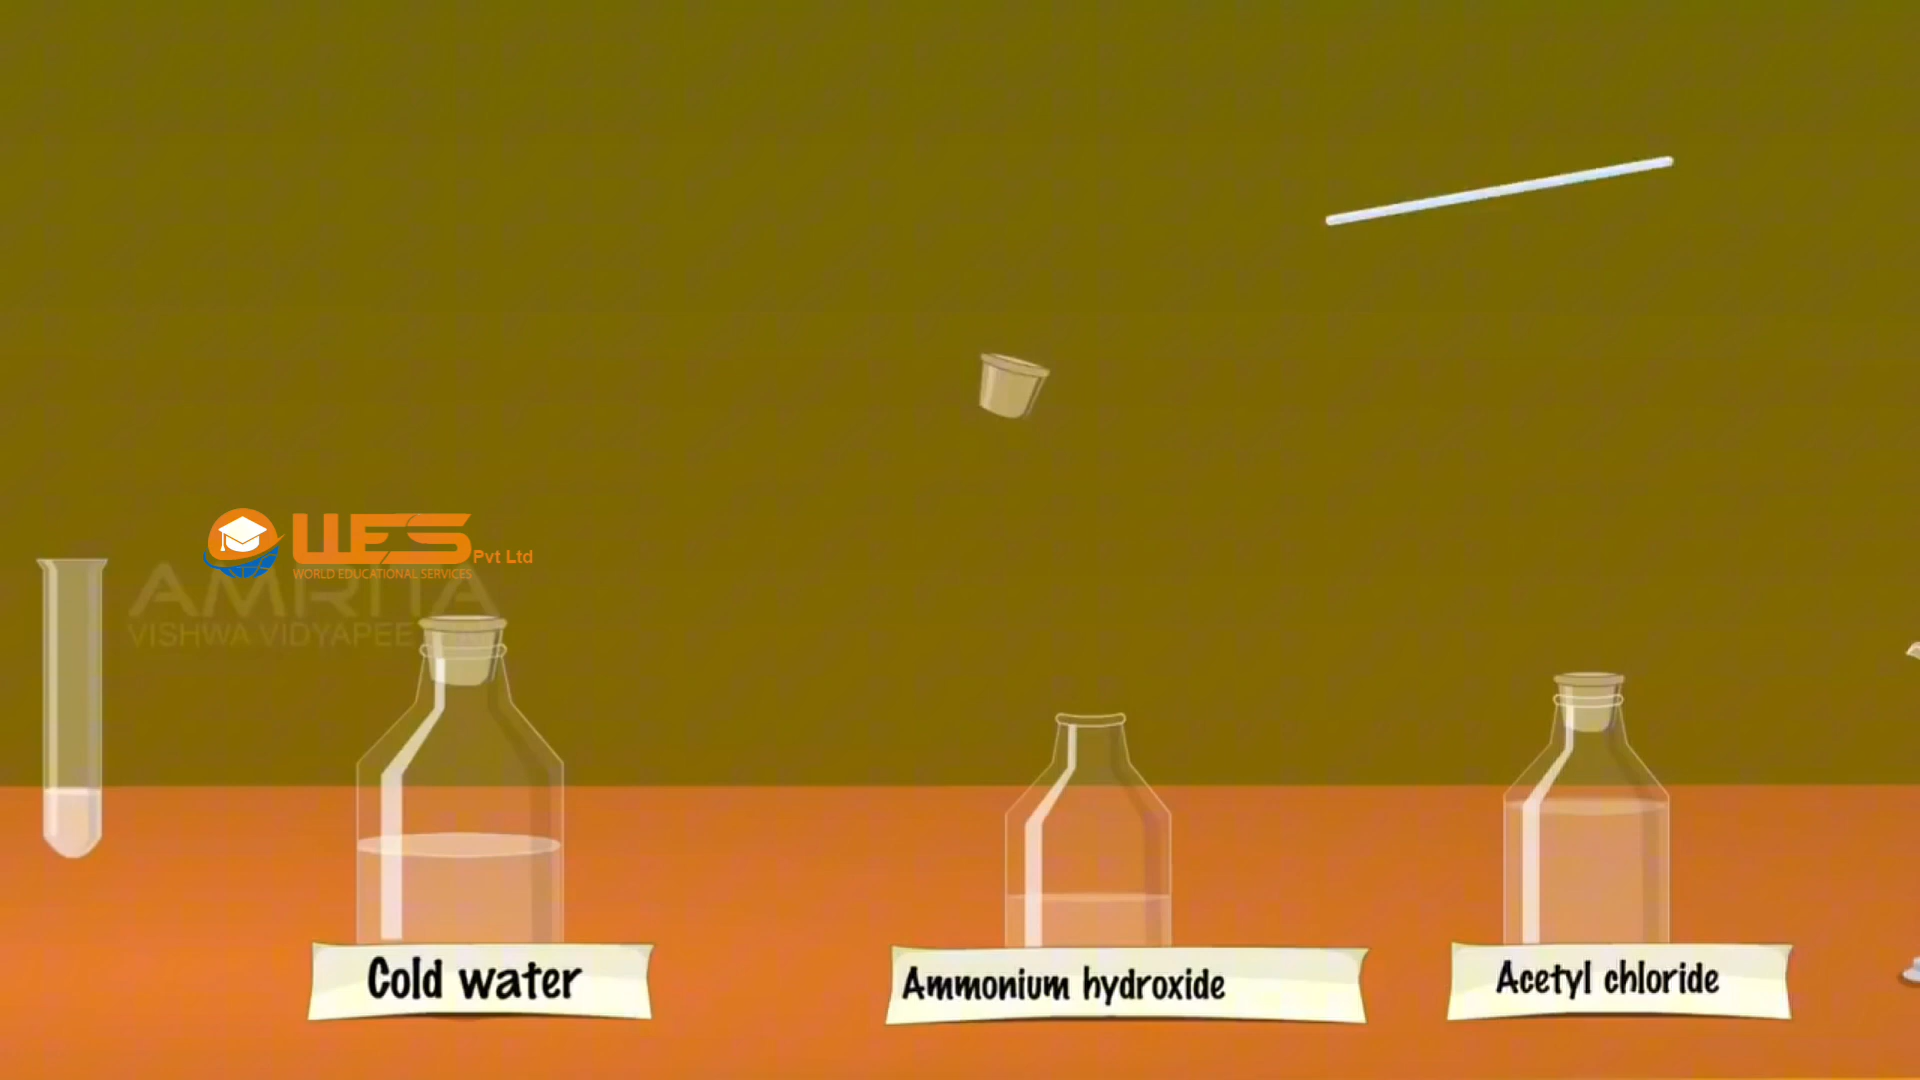 WES Pvt Ltd
WORLD EDUCATIONAL SERVICES
AMRITA
VISHWA VIDYAPEE
Cold water
Ammonium hydroxide
Acetyl chloride